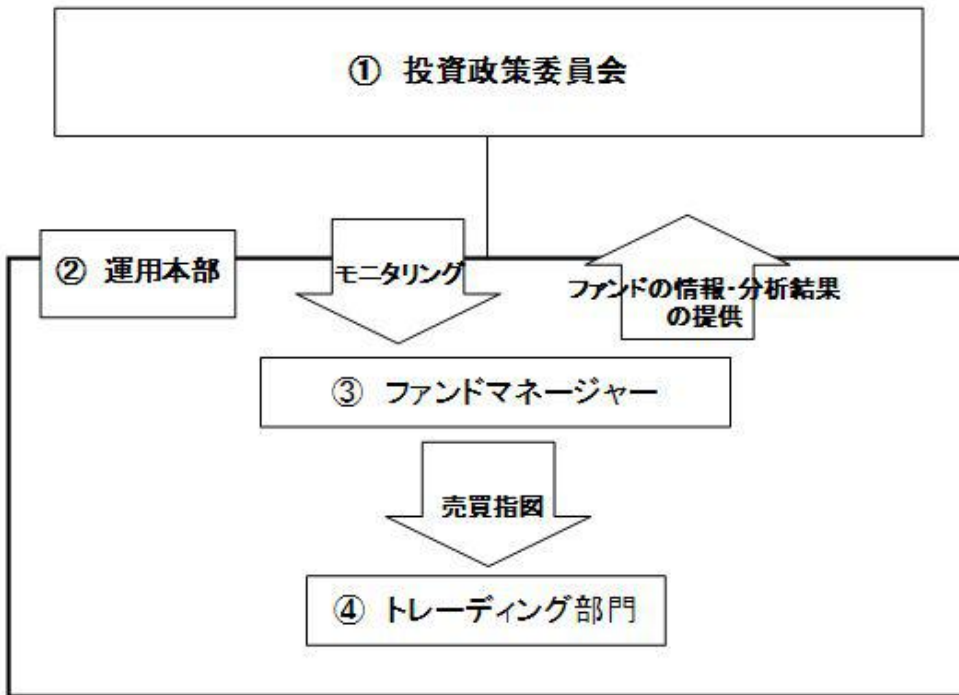 ① 投資政策委員会
② 運用本部
モニタリング
ファンドの情報・分析結果
の提供
③ ファンドマネージャー
売買指図
④ トレーディング部門